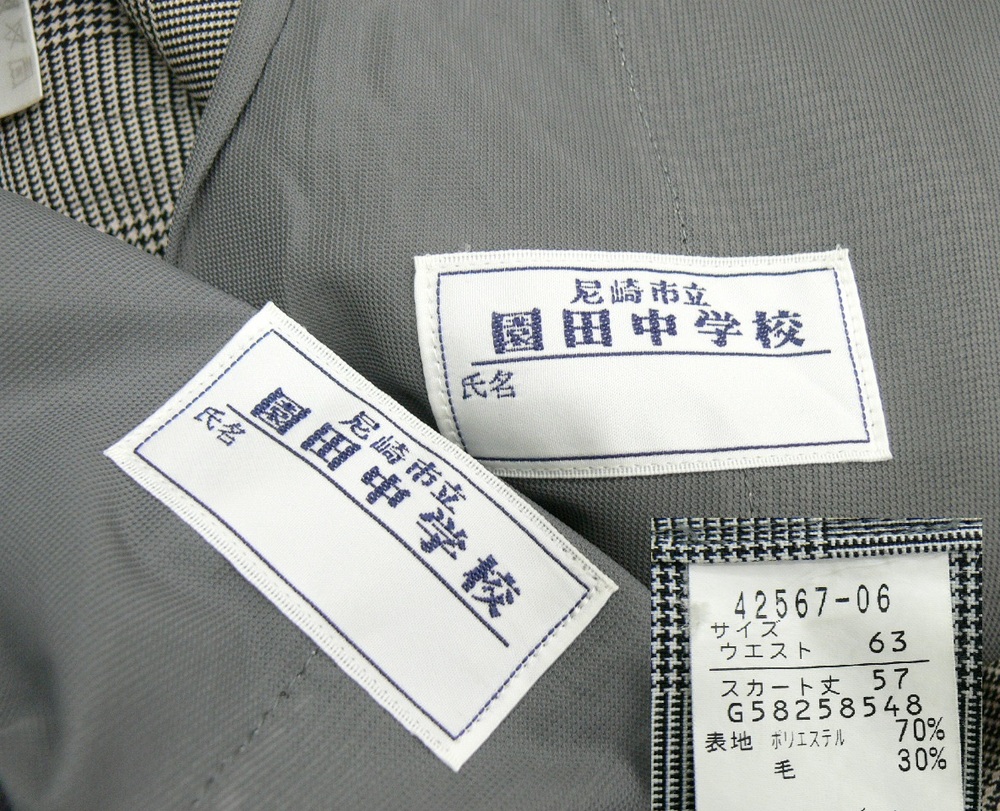 尼崎市立
園田中学校
氏名
尼崎市立
園田中学校
氏名
42567-06
サイズ
ウエスト 63
スカート丈 57
G58258548
表地 ポリエステル 70%
毛 30%